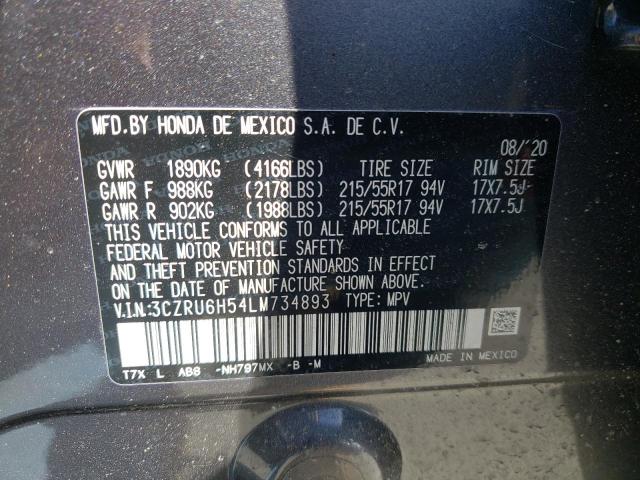 MFD.BY HONDA DE MEXICO S.A. DE C.V.
08/20
GVWR 1890KG (4166LBS) TIRE SIZE RIM SIZE
GAWR F 988KG (2178LBS) 215/55R17 94V 17X7.5J
GAWR R 902KG (1988LBS) 215/55R17 94V 17X7.5J
THIS VEHICLE CONFORMS TO ALL APPLICABLE
FEDERAL MOTOR VEHICLE SAFETY
AND THEFT PREVENTION STANDARDS IN EFFECT
ON THE DATE OF MANUFACTURE SHOWN ABOVE.
V.I.N:3CZRU6H54LM734893 TYPE: MPV
MADE IN MEXICO
T7X L AB8 -NH797MX -B -M